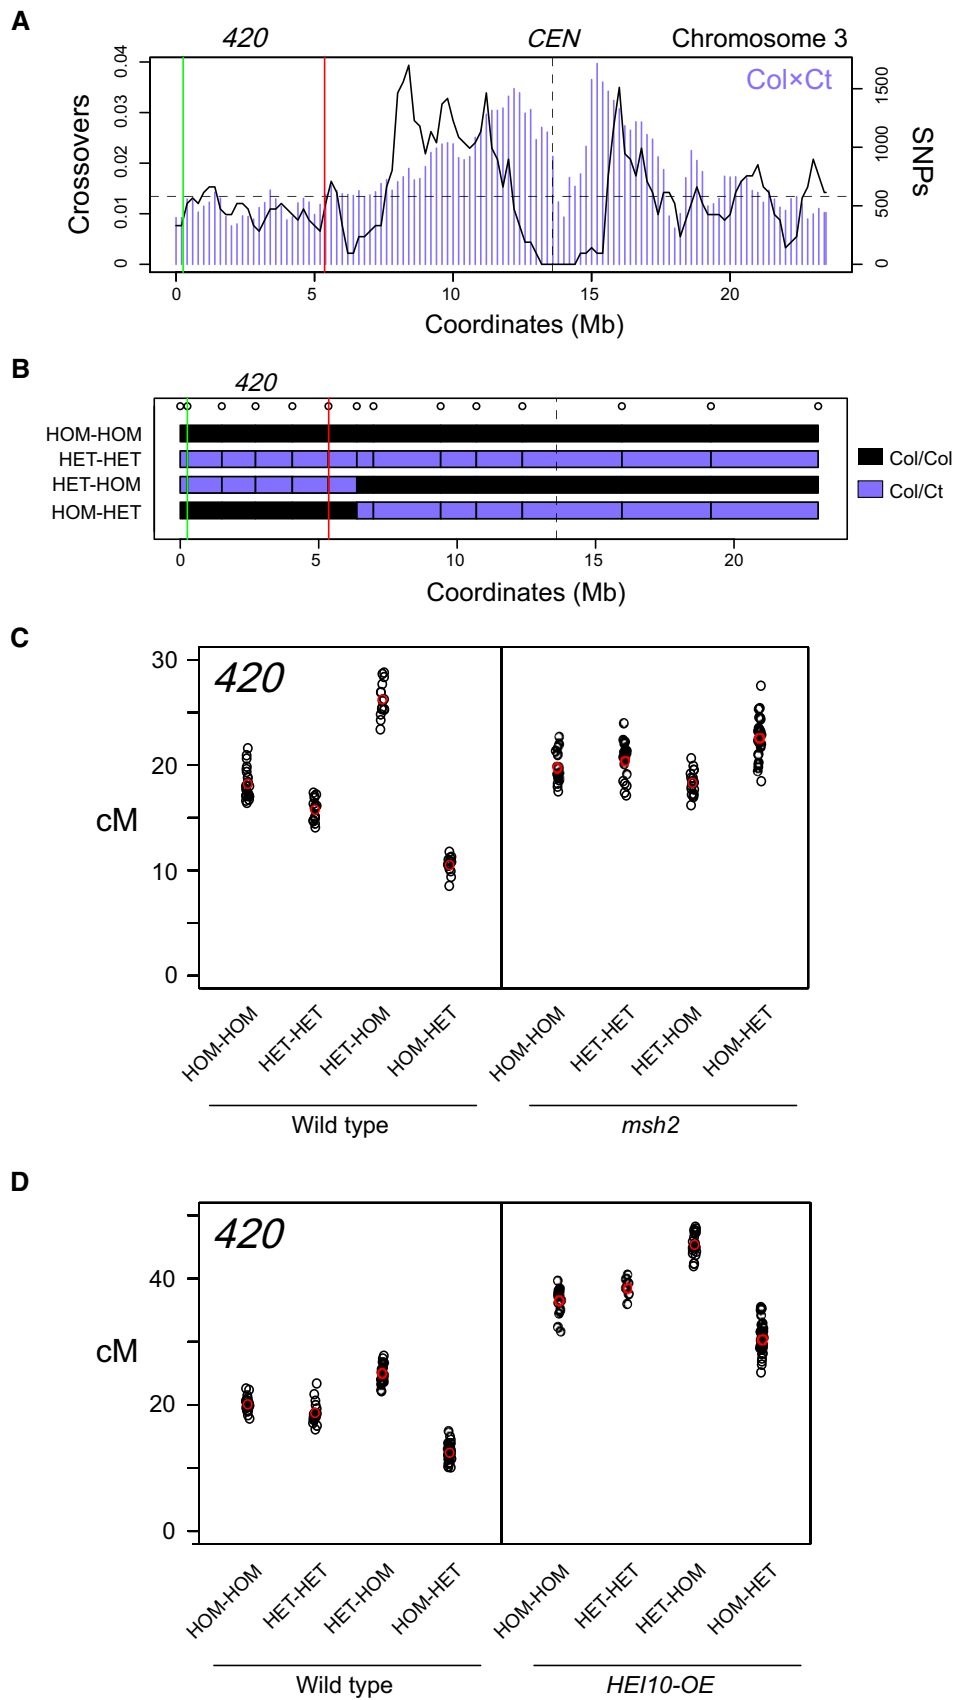 A
420 CEN Chromosome 3
Col×Ct
Crossovers
0 0.01 0.02 0.03 0.04
SNPs
0 500 1000 1500
0 5 10 15 20
Coordinates (Mb)
B
420
HOM-HOM
HET-HET
HET-HOM
HOM-HET
Col/Col
Col/Ct
0 5 10 15 20
Coordinates (Mb)
C
420
cM
30
20
10
0
HOM-HOM HET-HET HET-HOM HOM-HET HOM-HOM HET-HET HET-HOM HOM-HET
Wild type msh2
D
420
cM
40
20
0
HOM-HOM HET-HET HET-HOM HOM-HET HOM-HOM HET-HET HET-HOM HOM-HET
Wild type HEI10-OE